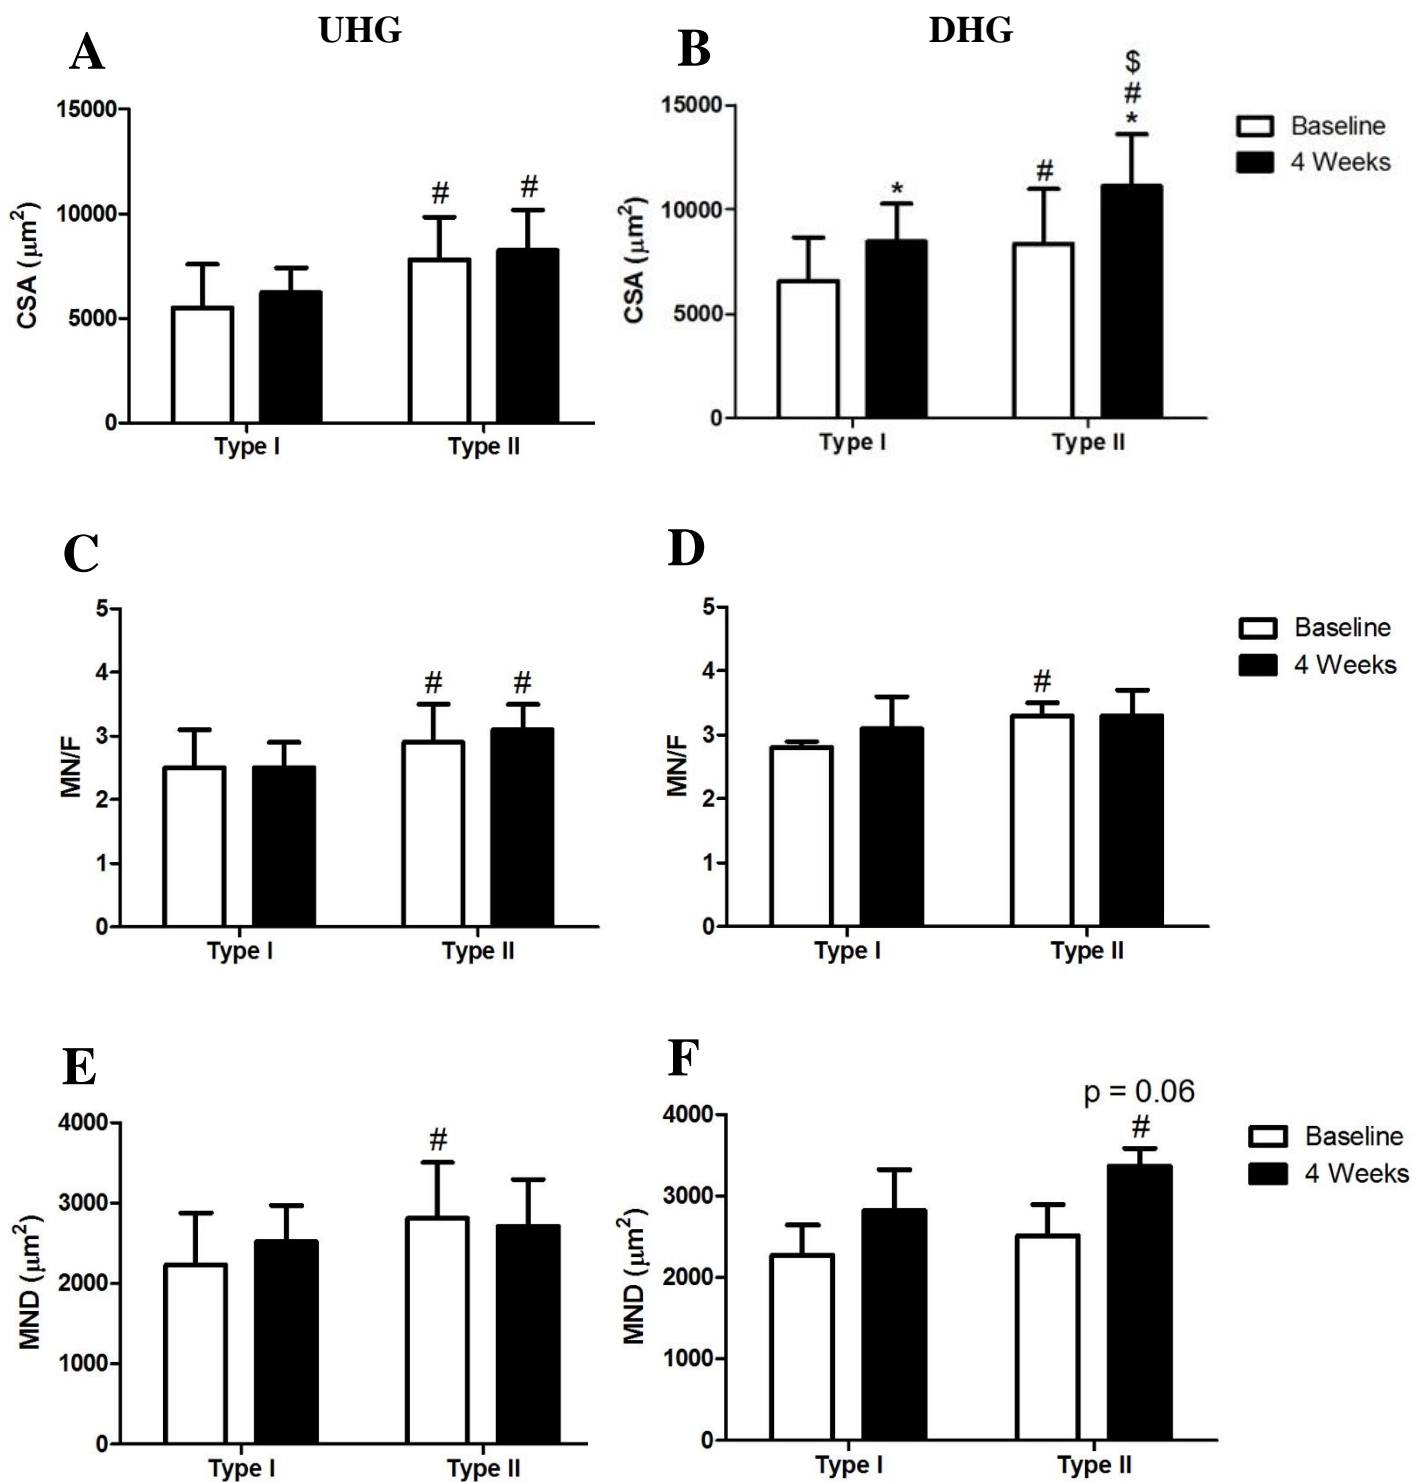 UHG
DHG
A
15000
10000
5000
0
CSA (μm²)
#
#
Type I
Type II
B
15000
10000
5000
0
CSA (μm²)
*
#
$
#
*
Type I
Type II
Baseline
4 Weeks
C
5
4
3
2
1
0
MN/F
#
#
Type I
Type II
D
5
4
3
2
1
0
MN/F
#
Type I
Type II
Baseline
4 Weeks
E
4000
3000
2000
1000
0
MND (μm²)
#
Type I
Type II
F
4000
3000
2000
1000
0
MND (μm²)
p = 0.06
#
Type I
Type II
Baseline
4 Weeks